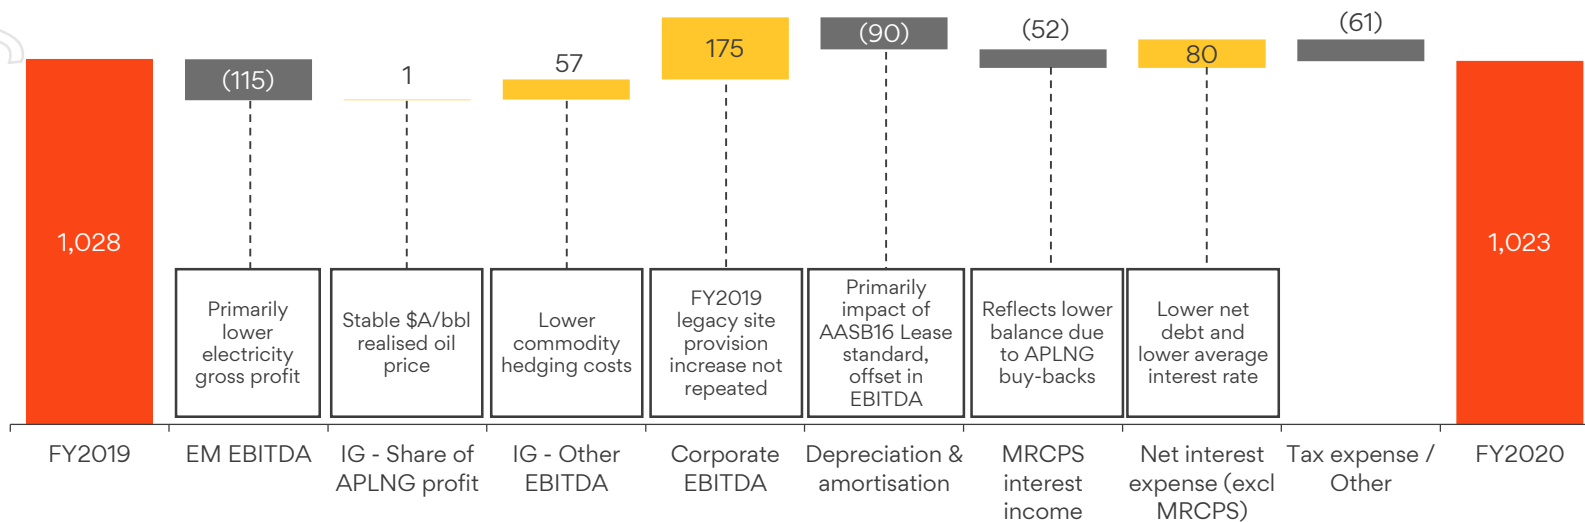 1,028
(115)
1
57
175
(90)
(52)
80
(61)
1,023
Primarily
lower
electricity
gross profit
Stable $A/bbl
realised oil
price
Lower
commodity
hedging costs
FY2019
legacy site
provision
increase not
repeated
Primarily
impact of
AASB16 Lease
standard,
offset in
EBITDA
Reflects lower
balance due
to APLNG
buy-backs
Lower net
debt and
lower average
interest rate
FY2019
EM EBITDA
IG - Share of
APLNG profit
IG - Other
EBITDA
Corporate
EBITDA
Depreciation &
amortisation
MRCPS
interest
income
Net interest
expense (excl
MRCPS)
Tax expense /
Other
FY2020